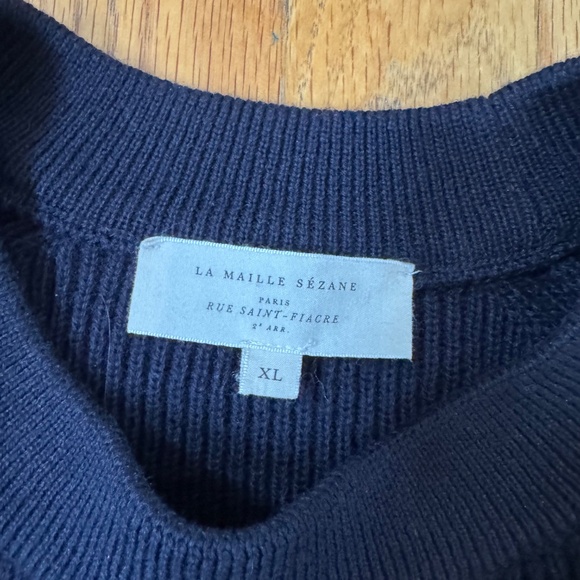 LA MAILLE SÉZANE
PARIS
RUE SAINT-FIACRE
2ᵉ ARR.
XL